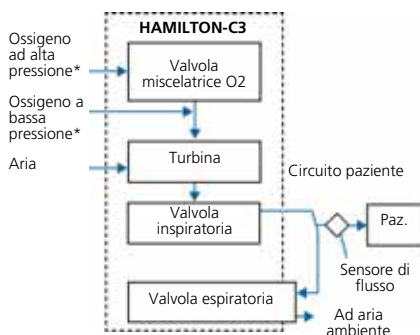 HAMILTON-C3
Ossigeno
ad alta
pressione*
Valvola
miscelatrice O2
Ossigeno a
bassa
pressione*
Aria
Turbina
Circuito paziente
Valvola
inspiratoria
Paz.
Sensore di
flusso
Valvola espiratoria
Ad aria
ambiente